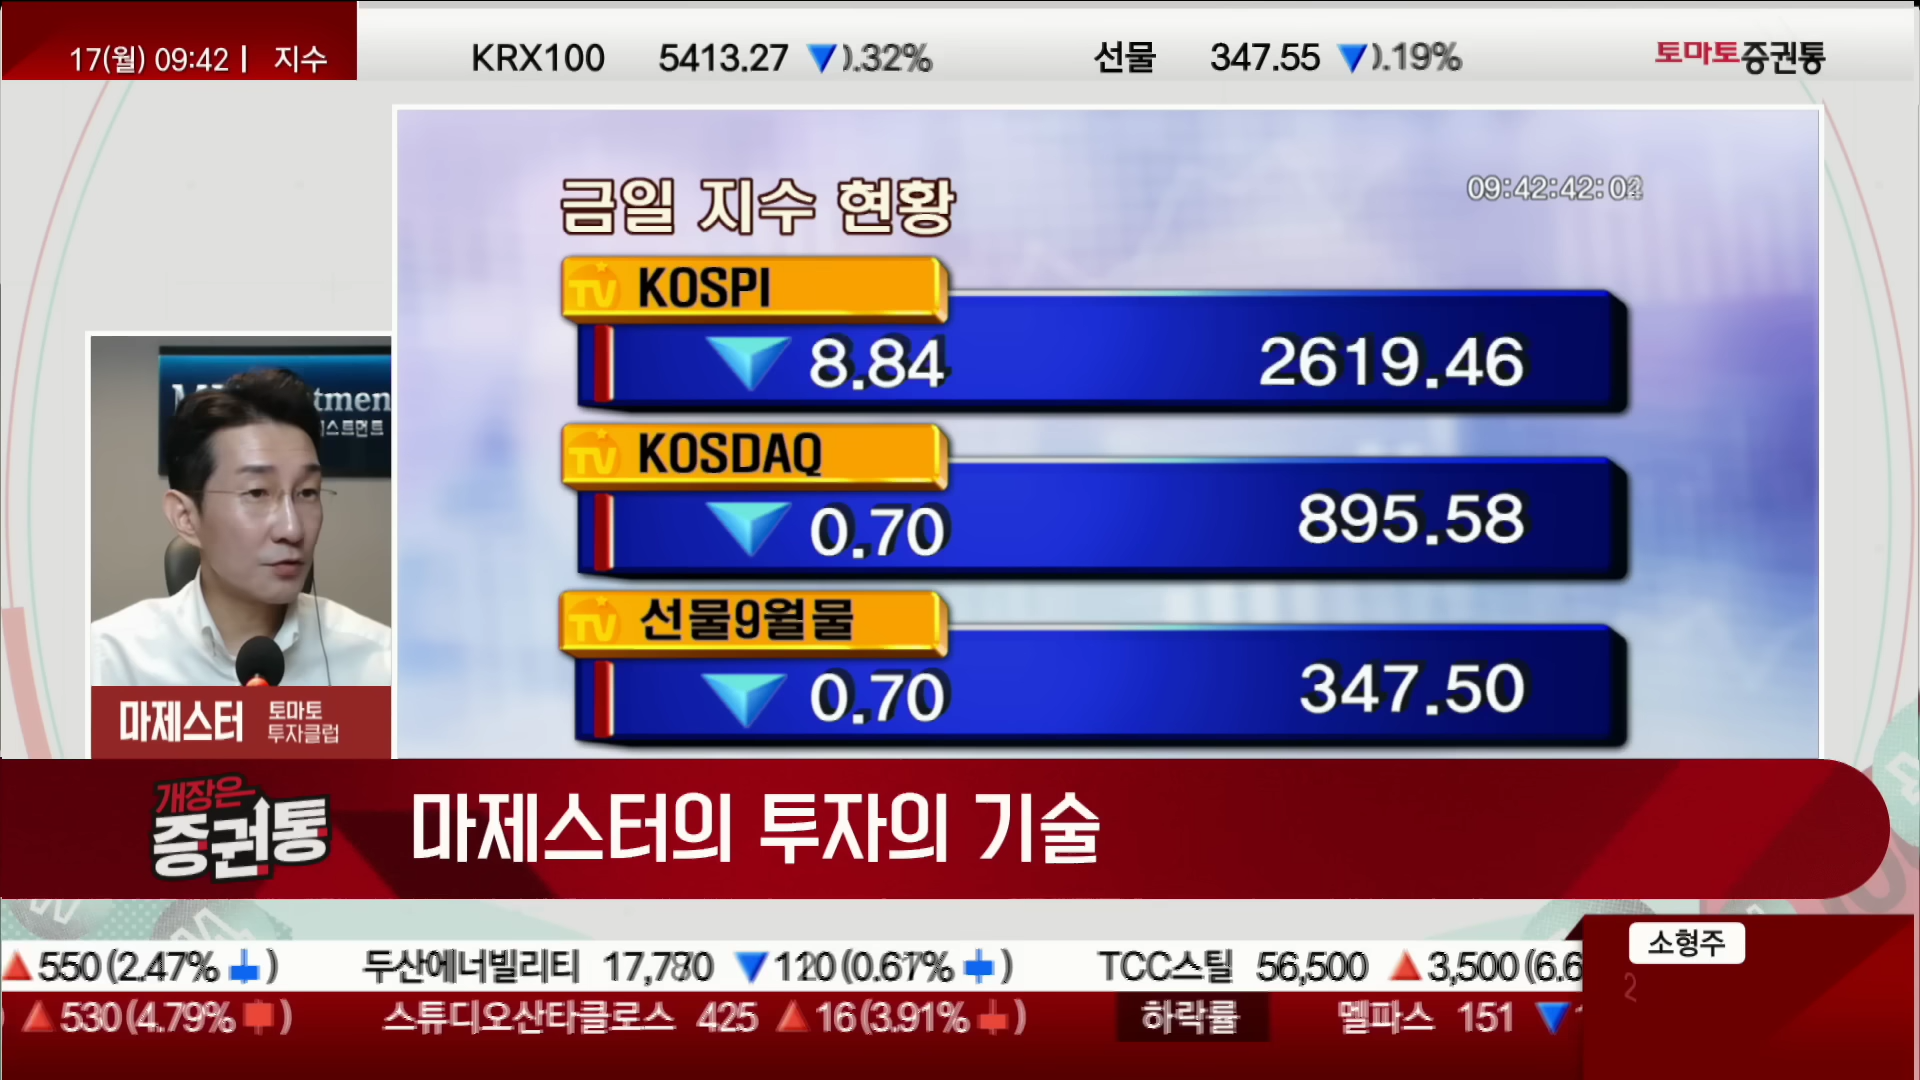 17(월) 09:42 | 지수 KRX100 5413.27 ▼0.32% 선물 347.55 ▼0.19% 토마토증권통
금일 지수 현황
09:42:42:02
KOSPI
▼ 8.84 2619.46
KOSDAQ
▼ 0.70 895.58
선물9월물
▼ 0.70 347.50
마제스터 토마토
투자클럽
개장은
증권통
마제스터의 투자의 기술
▲550(2.47%) 두산에너빌리티 17,780 ▼120(0.67%) TCC스틸 56,500 ▲3,500(6.6
소형주
▲530(4.79%) 스튜디오산타클로스 425 ▲16(3.91%) 하락률 멜파스 151 ▼